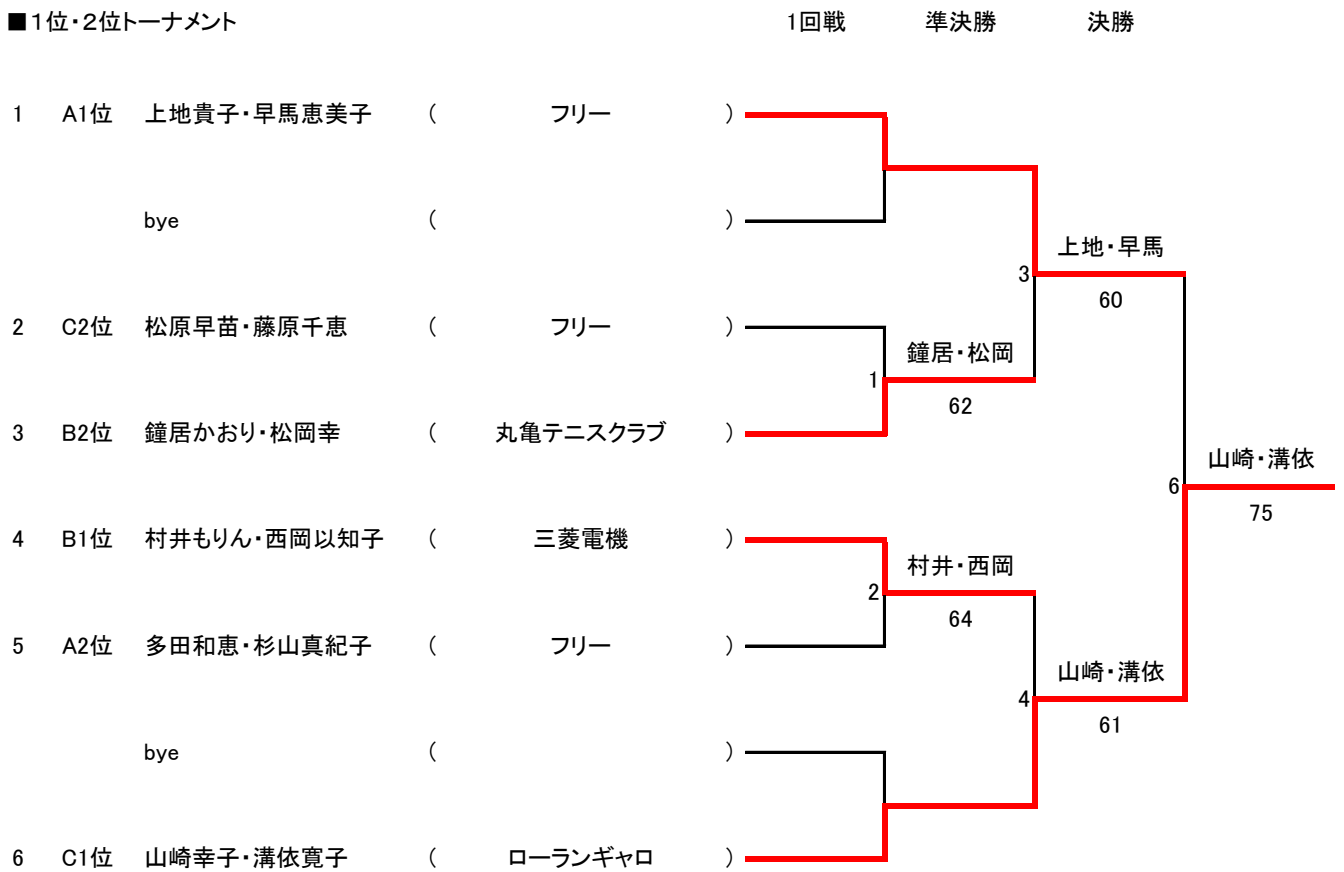 ■1位・2位トーナメント 1回戦 準決勝 決勝
1 A1位 上地貴子・早馬恵美子 ( フリー )
bye ( )
上地・早馬
3
60
2 C2位 松原早苗・藤原千恵 ( フリー )
鐘居・松岡
1
62
3 B2位 鐘居かおり・松岡幸 ( 丸亀テニスクラブ )
山崎・溝依
6
75
4 B1位 村井もりん・西岡以知子 ( 三菱電機 )
村井・西岡
2
64
5 A2位 多田和恵・杉山真紀子 ( フリー )
山崎・溝依
4
61
bye ( )
6 C1位 山崎幸子・溝依寛子 ( ローランギャロ )